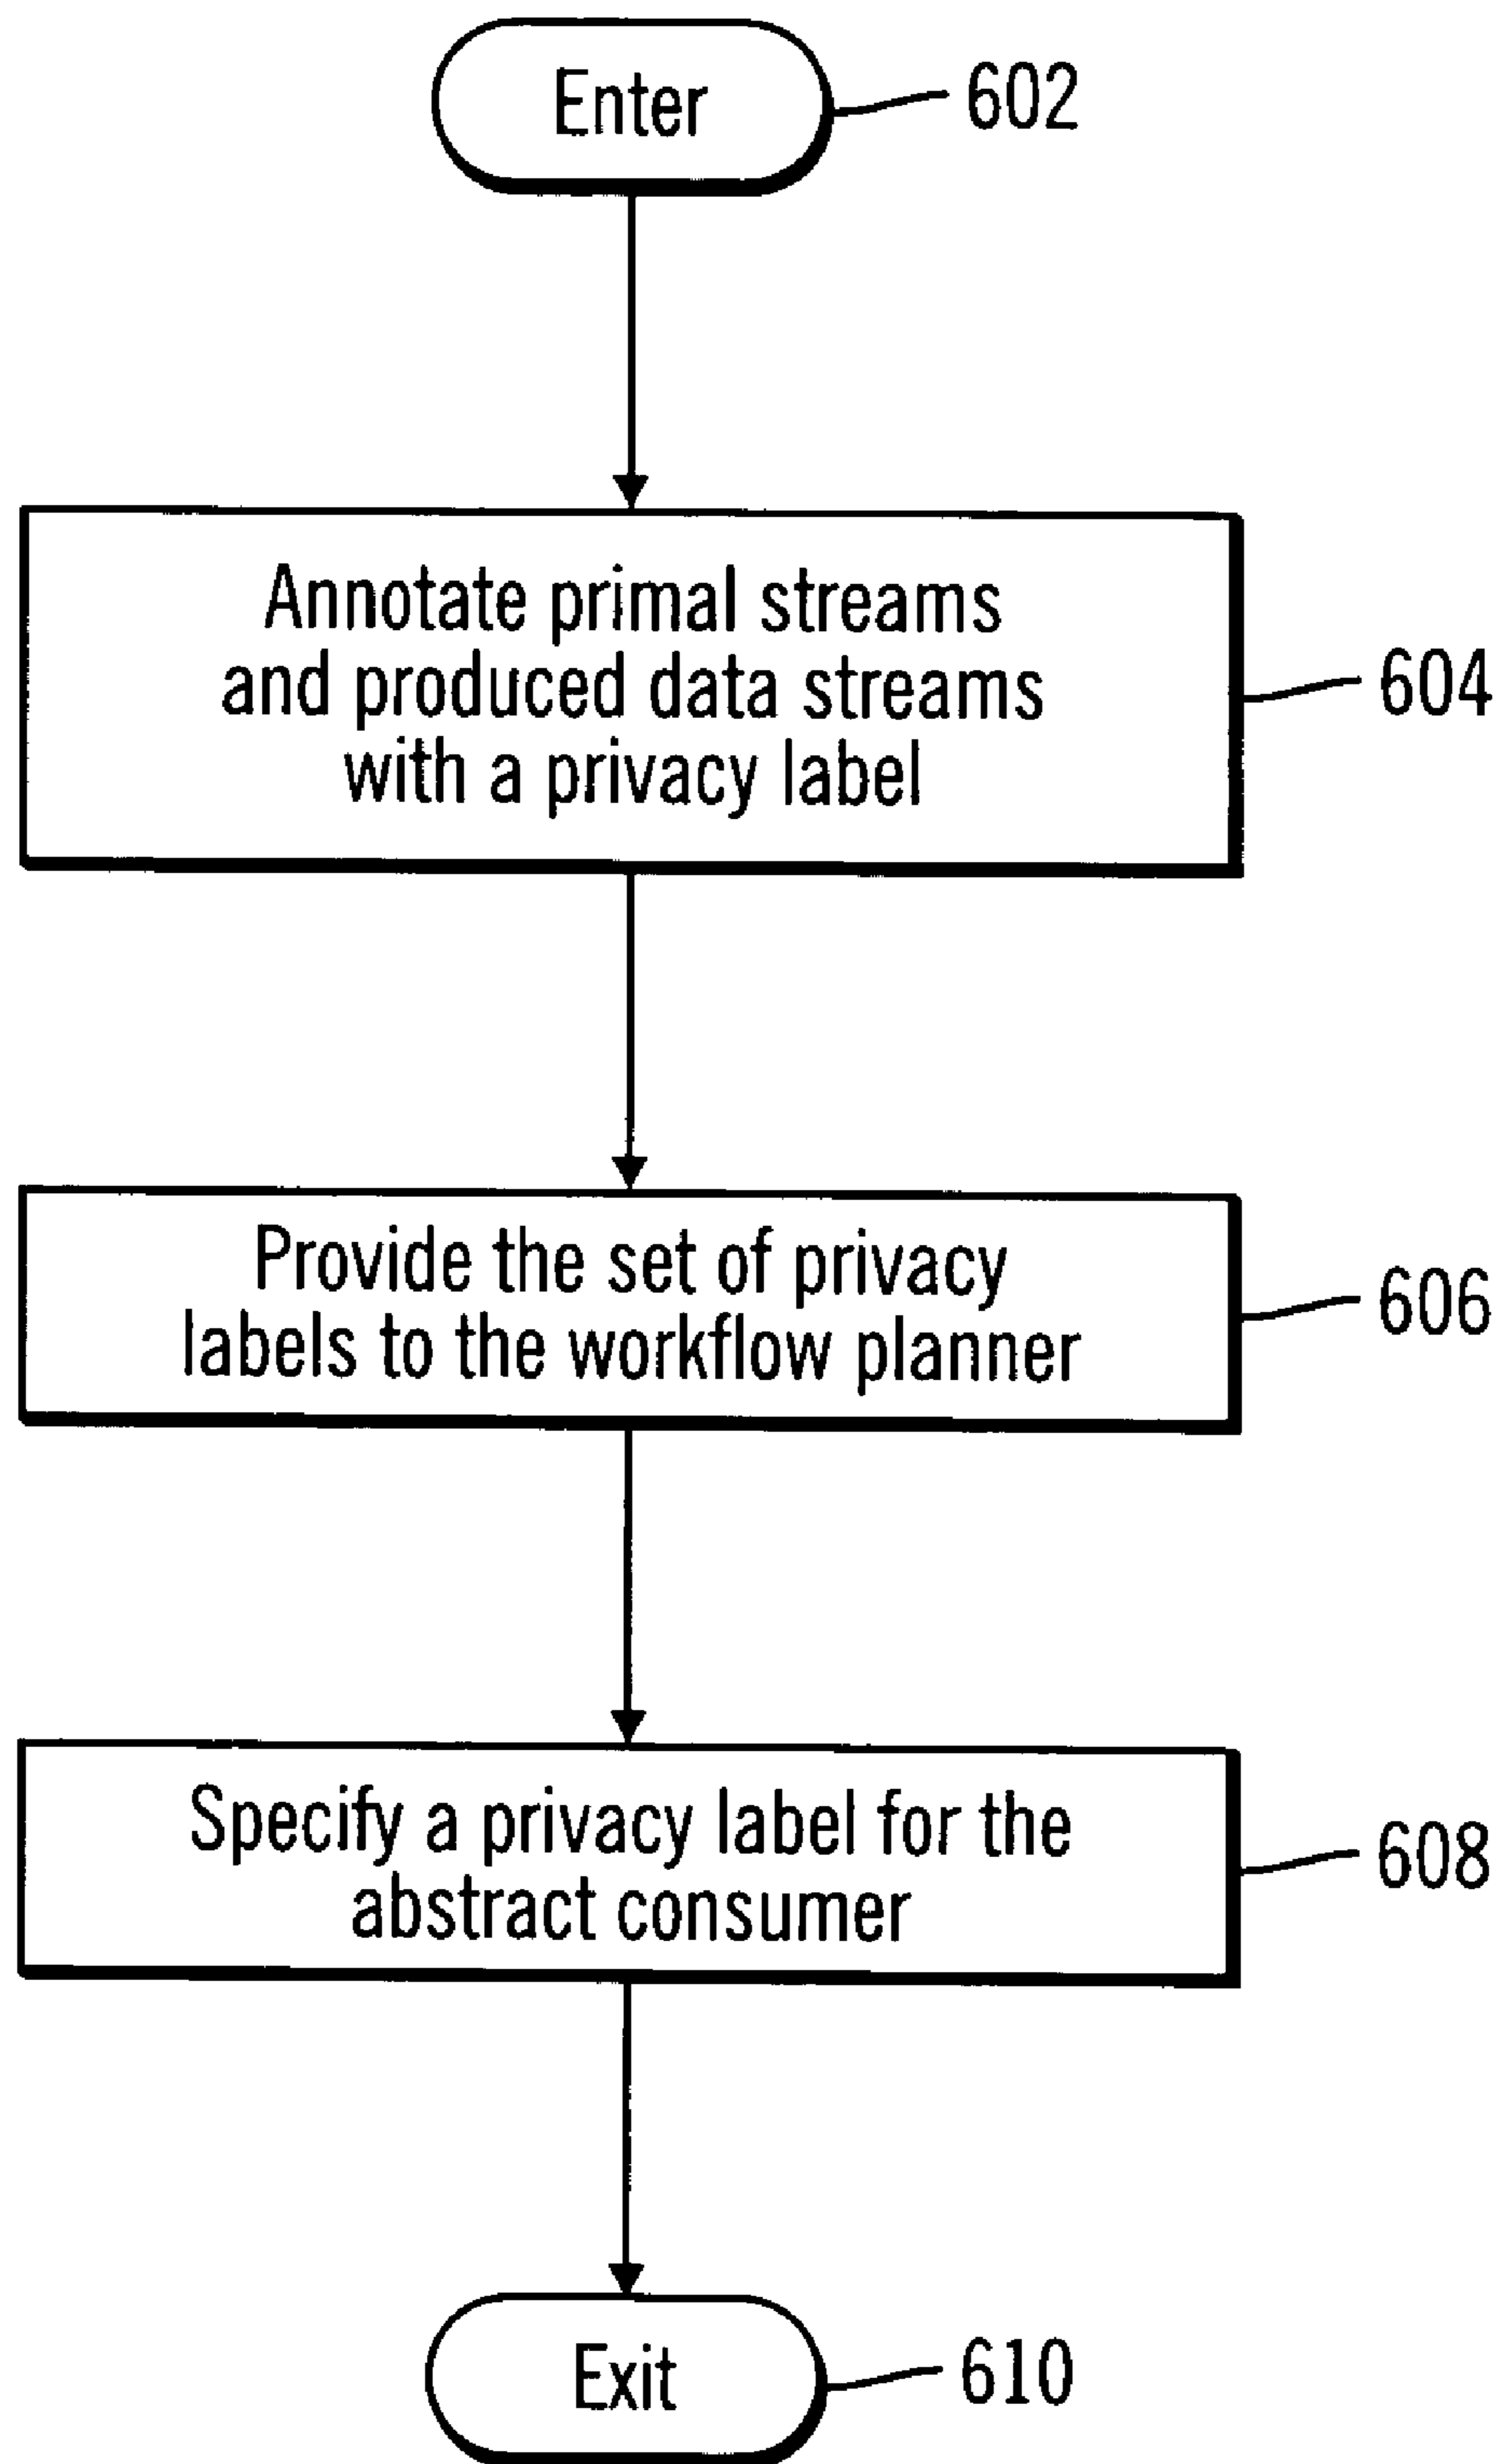 Enter
602
Annotate primal streams
and produced data streams
with a privacy label
604
Provide the set of privacy
labels to the workflow planner
606
Specify a privacy label for the
abstract consumer
608
Exit
610